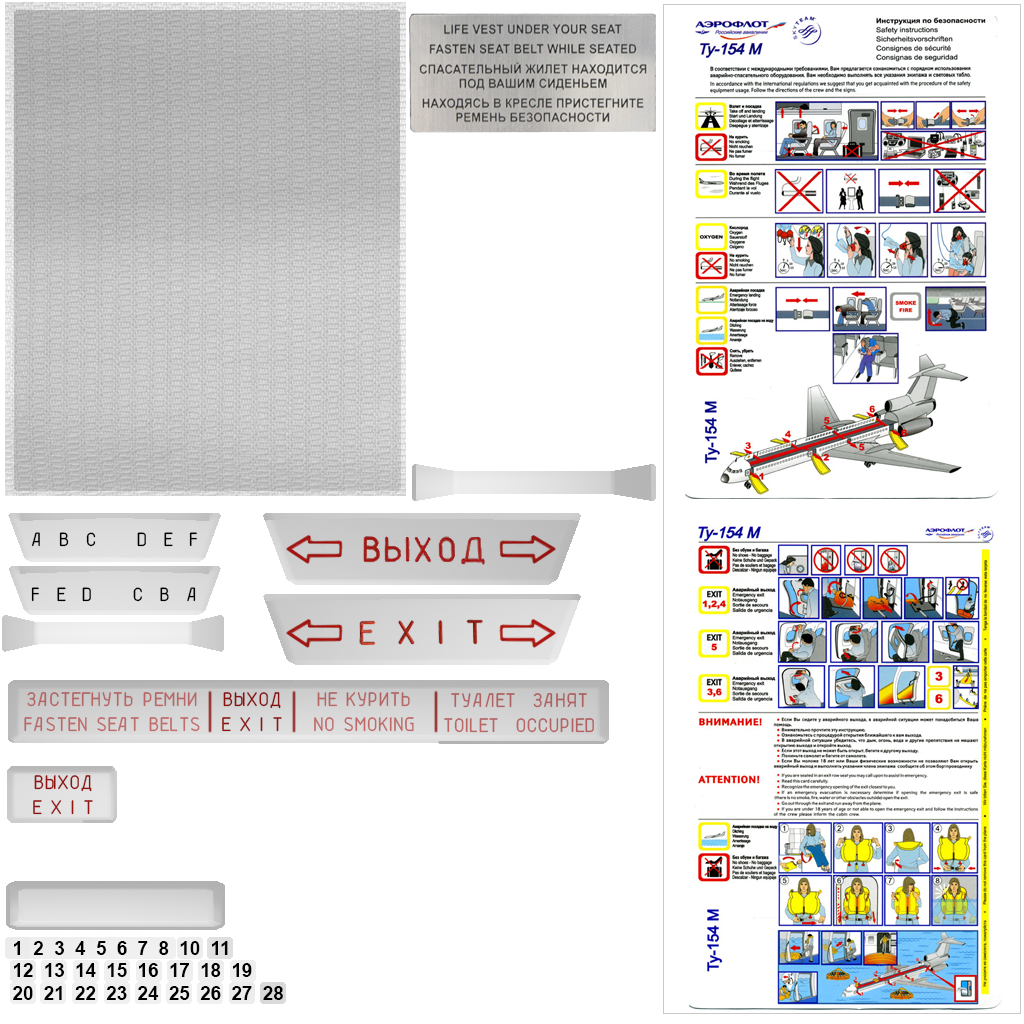 LIFE VEST UNDER YOUR SEAT
FASTEN SEAT BELT WHILE SEATED
СПАСАТЕЛЬНЫЙ ЖИЛЕТ НАХОДИТСЯ
ПОД ВАШИМ СИДЕНЬЕМ
НАХОДЯСЬ В КРЕСЛЕ ПРИСТЕГНИТЕ
РЕМЕНЬ БЕЗОПАСНОСТИ
A B C D E F
F E D C B A
ВЫХОД
EXIT
ЗАСТЕГНУТЬ РЕМНИ ВЫХОД НЕ КУРИТЬ ТУАЛЕТ ЗАНЯТ
FASTEN SEAT BELTS EXIT NO SMOKING TOILET OCCUPIED
ВЫХОД
EXIT
1 2 3 4 5 6 7 8 9 10 11
12 13 14 15 16 17 18 19
20 21 22 23 24 25 26 27 28
АЭРОФЛОТ
Российские авиалинии
SKYTEAM
Ту-154 М
Инструкция по безопасности
Safety instructions
Sicherheitsvorschriften
Consignes de sécurité
Consignas de seguridad
В соответствии с международными требованиями, Вам предлагается ознакомиться с порядком использования
аварийно-спасательного оборудования. Вам необходимо выполнять все указания экипажа и световых табло.
In accordance with the international regulations we suggest that you get acquainted with the procedure of the safety
equipment usage. Follow the directions of the crew and the signs.
Взлет и посадка
Take off and landing
Start und Landung
Décollage et atterrissage
Despegue y aterrizaje
Не курить
No smoking
Nicht rauchen
Ne pas fumer
No fumar
Во время полета
During the flight
Während des Fluges
Pendant le vol
Durante al vuelo
OXYGEN
Кислород
Oxygen
Sauerstoff
Oxygene
Oxigeno
Не курить
No smoking
Nicht rauchen
Ne pas fumer
No fumar
Аварийная посадка
Emergency landing
Notlandung
Atterissage force
Aterrizaje forzoso
SMOKE
FIRE
Аварийная посадка на воду
Ditching
Wasserung
Amerrissage
Amaraje
Снять, убрать
Remove
Ausziehen, entfernen
Enlever, cachez
Quitese
Ту-154 М
1 2 3 4 5 5 6
Ту-154 М
АЭРОФЛОТ
Без обуви и багажа
No shoes - No baggage
Keine Schuhe und Gepäck
Pas de souliers et bagage
Descalzar - Ningun equipaje
EXIT
1,2,4
Аварийный выход
Emergency exit
Notausgang
Sortie de secours
Salida de urgencia
EXIT
5
Аварийный выход
Emergency exit
Notausgang
Sortie de secours
Salida de urgencia
EXIT
3,6
Аварийный выход
Emergency exit
Notausgang
Sortie de secours
Salida de urgencia
3
6
ВНИМАНИЕ!
Если Вы сидите у аварийного выхода, в аварийной ситуации может понадобиться Ваша
помощь.
Внимательно прочтите эту инструкцию.
Ознакомьтесь с процедурой открытия ближайшего к вам выхода.
В аварийной ситуации убедитесь, что дым, огонь, вода и другие препятствия не мешают
открытию выхода и откройте выход.
Если этот выход не может быть открыт, бегите к другому выходу.
Покиньте самолет и бегите от самолета.
Если Вы моложе 18 лет или Ваши физические возможности не позволяют Вам открыть
аварийный выход и выполнить указания члена экипажа сообщите об этом бортпроводнику
ATTENTION!
If you are seated in an exit row seat you may call upon to assist in emergency.
Read this card carefully.
Recognize the emergency opening of the exit closest to you.
If an emergency evacuation is necessary determine if opening the emergency exit is safe
(there is no smoke, fire, water or other obstacles outside) open the exit.
Go out through the exit and run away from the plane.
If you are under 18 years of age or not able to open the emergency exit and follow the instructions
of the crew please inform the cabin crew.
Аварийная посадка на воду
Ditching
Wasserung
Amerrissage
Amaraje
Без обуви и багажа
No shoes - No baggage
Keine Schuhe und Gepäck
Pas de souliers et bagage
Descalzar - Ningun equipaje
1 2 3 4
5 6 7 8
Ту-154 М
Please do not remove this card from the plane